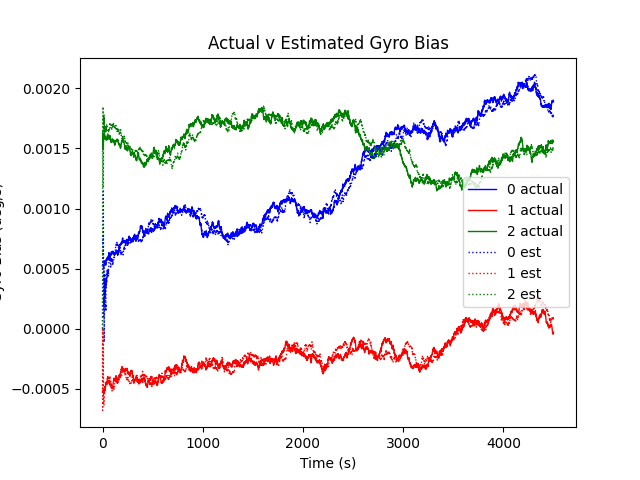 Actual v Estimated Gyro Bias
0.0020
0.0015
0.0010
0.0005
0.0000
−0.0005
0
1000
2000
3000
4000
Time (s)
0 actual
1 actual
2 actual
0 est
1 est
2 est